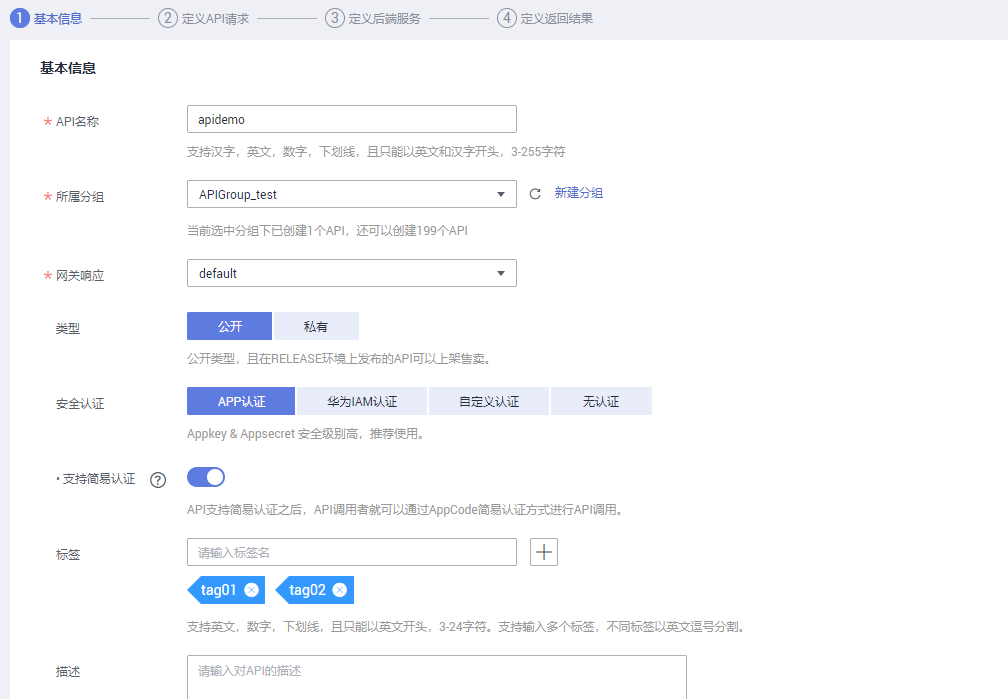 1 基本信息 2 定义API请求 3 定义后端服务 4 定义返回结果
基本信息
* API名称 apidemo
支持汉字，英文，数字，下划线，且只能以英文和汉字开头，3-255字符
* 所属分组 APIGroup_test 新建分组
当前选中分组下已创建1个API，还可以创建199个API
* 网关响应 default
类型 公开 私有
公开类型，且在RELEASE环境上发布的API可以上架售卖。
安全认证 APP认证 华为IAM认证 自定义认证 无认证
Appkey & Appsecret 安全级别高，推荐使用。
• 支持简易认证 ?
API支持简易认证之后，API调用者就可以通过AppCode简易认证方式进行API调用。
标签 请输入标签名
tag01 tag02
支持英文，数字，下划线，且只能以英文开头，3-24字符。支持输入多个标签，不同标签以英文逗号分割。
描述 请输入对API的描述